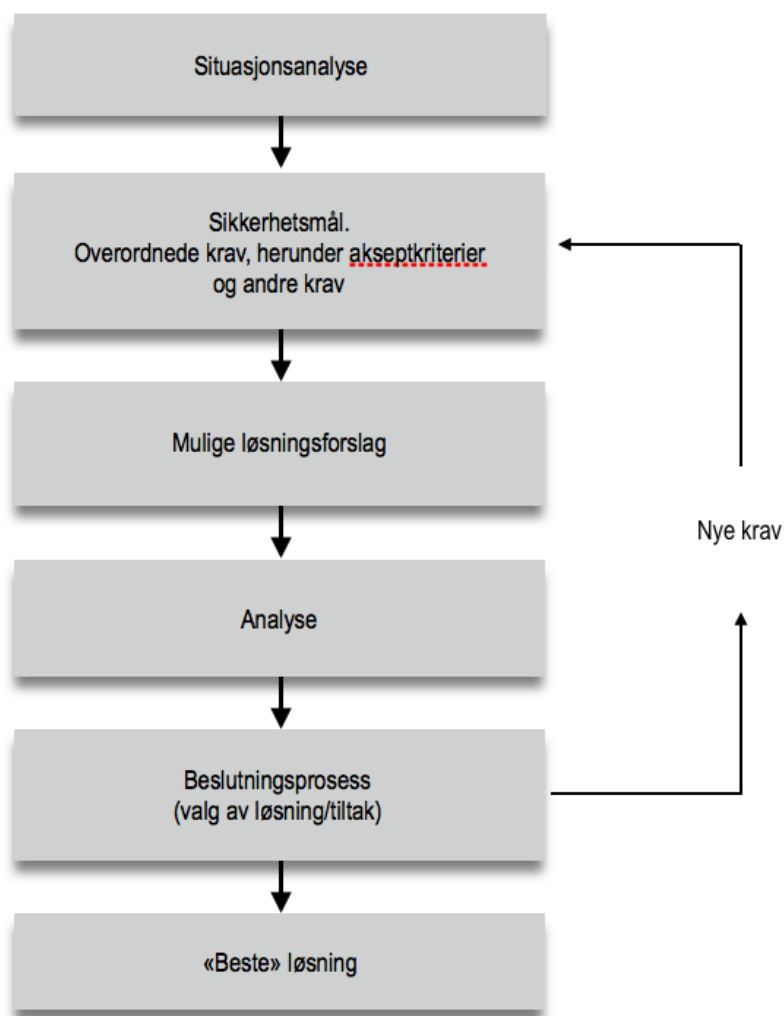 Situasjonsanalyse
Sikkerhetsmål.
Overordnede krav, herunder akseptkriterier
og andre krav
Mulige løsningsforslag
Nye krav
Analyse
Beslutningsprosess
(valg av løsning/tiltak)
«Beste» løsning